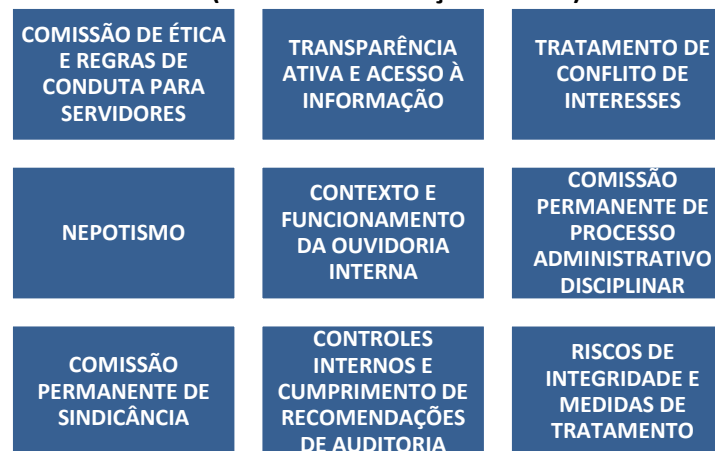 COMISSÃO DE ÉTICA
E REGRAS DE
CONDUTA PARA
SERVIDORES
TRANSPARÊNCIA
ATIVA E ACESSO À
INFORMAÇÃO
TRATAMENTO DE
CONFLITO DE
INTERESSES
NEPOTISMO
CONTEXTO E
FUNCIONAMENTO
DA OUVIDORIA
INTERNA
COMISSÃO
PERMANENTE DE
PROCESSO
ADMINISTRATIVO
DISCIPLINAR
COMISSÃO
PERMANENTE DE
SINDICÂNCIA
CONTROLES
INTERNOS E
CUMPRIMENTO DE
RECOMENDAÇÕES
DE AUDITORIA
RISCOS DE
INTEGRIDADE E
MEDIDAS DE
TRATAMENTO